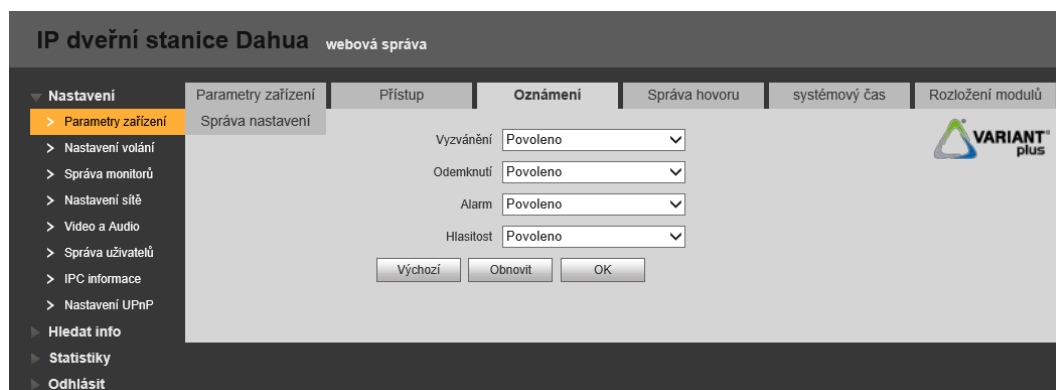 IP dveřní stanice Dahua webová správa
Nastavení
Parametry zařízení
Nastavení volání
Správa monitorů
Nastavení sítě
Video a Audio
Správa uživatelů
IPC informace
Nastavení UPnP
Hledat info
Statistiky
Odhlásit
Parametry zařízení Přístup Oznámení Správa hovoru systémový čas Rozložení modulů
Správa nastavení
Vyzvánění Povoleno
Odemknutí Povoleno
Alarm Povoleno
Hlasitost Povoleno
Výchozí Obnovit OK
VARIANT
plus